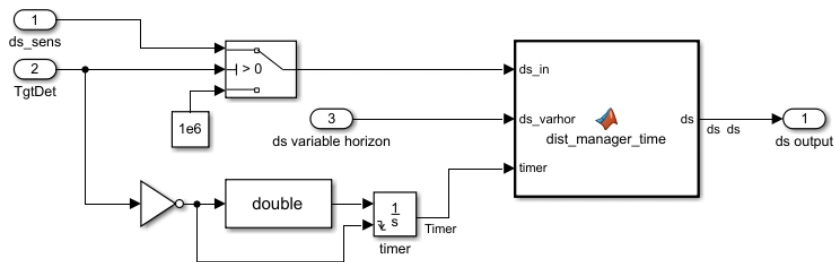 1
ds_sens
2
TgtDet
> 0
1e6
3
ds variable horizon
ds_in
ds_varhor
timer
dist_manager_time
ds
ds ds
1
ds output
double
1
s
timer
Timer